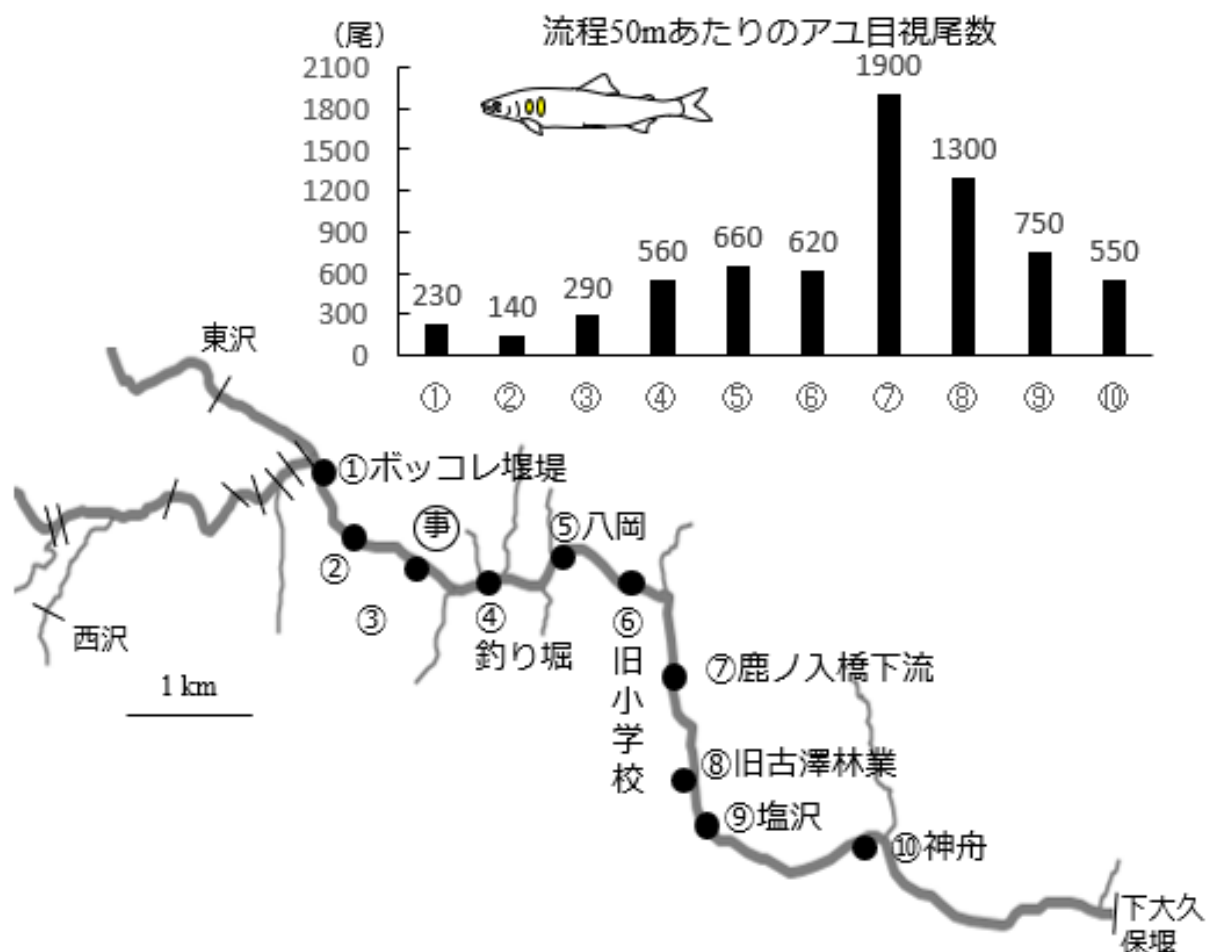 流程50mあたりのアユ目視尾数
（尾）
2100
1800
1500
1200
900
600
300
0
230
140
290
560
660
620
1900
1300
750
550
① ② ③ ④ ⑤ ⑥ ⑦ ⑧ ⑨ ⑩
東沢
①ボッコレ堰堤
事
⑤八岡
②
③
④
釣り堀
⑥
旧小学校
西沢
1 km
⑦鹿ノ入橋下流
⑧旧古澤林業
⑨塩沢
⑩神舟
下大久
保堰